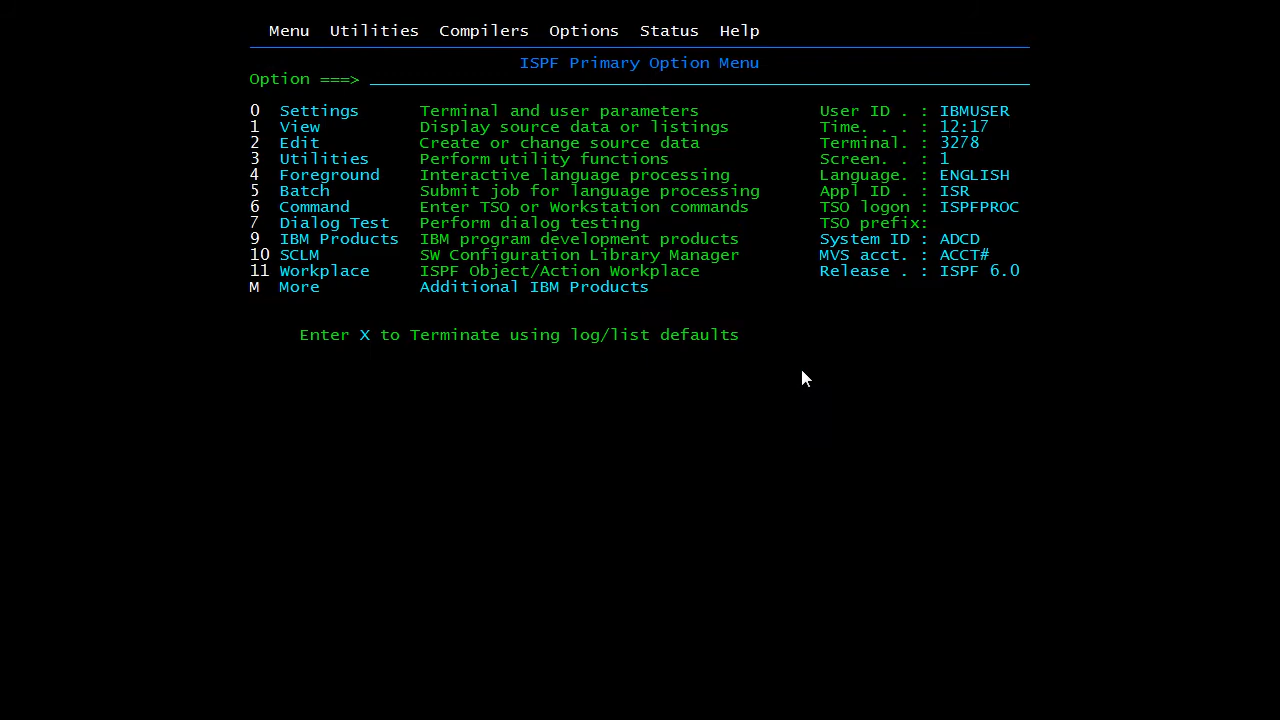 Menu Utilities Compilers Options Status Help
ISPF Primary Option Menu
Option ===>
0 Settings Terminal and user parameters User ID . : IBMUSER
1 View Display source data or listings Time. . . : 12:17
2 Edit Create or change source data Terminal. : 3278
3 Utilities Perform utility functions Screen. . : 1
4 Foreground Interactive language processing Language. : ENGLISH
5 Batch Submit job for language processing Appl ID . : ISR
6 Command Enter TSO or Workstation commands TSO logon : ISPFPROC
7 Dialog Test Perform dialog testing TSO prefix:
9 IBM Products IBM program development products System ID : ADCD
10 SCLM SW Configuration Library Manager MVS acct. : ACCT#
11 Workplace ISPF Object/Action Workplace Release . : ISPF 6.0
M More Additional IBM Products
Enter X to Terminate using log/list defaults